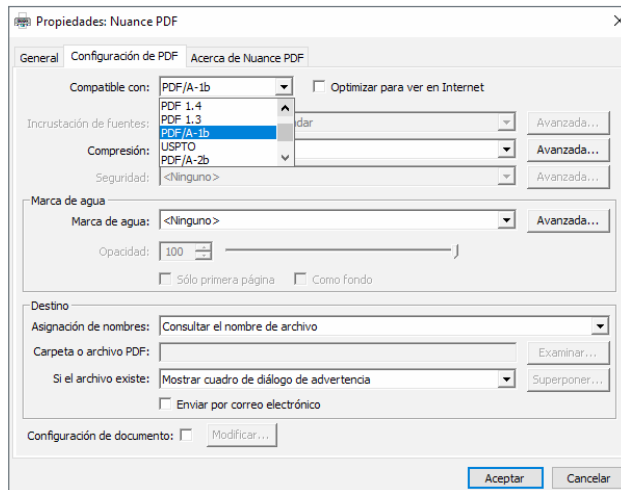 Propiedades: Nuance PDF
General Configuración de PDF Acerca de Nuance PDF
Compatible con: PDF/A-1b Optimizar para ver en Internet
PDF 1.4
PDF 1.3
PDF/A-1b
USPTO
PDF/A-2b
Incrustación de fuentes: Avanzada...
Compresión: Avanzada...
Seguridad: <Ninguno> Avanzada...
Marca de agua
Marca de agua: <Ninguno> Avanzada...
Opacidad: 100
Sólo primera página Como fondo
Destino
Asignación de nombres: Consultar el nombre de archivo
Carpeta o archivo PDF: Examinar...
Si el archivo existe: Mostrar cuadro de diálogo de advertencia Superponer...
Enviar por correo electrónico
Configuración de documento: Modificar...
Aceptar Cancelar